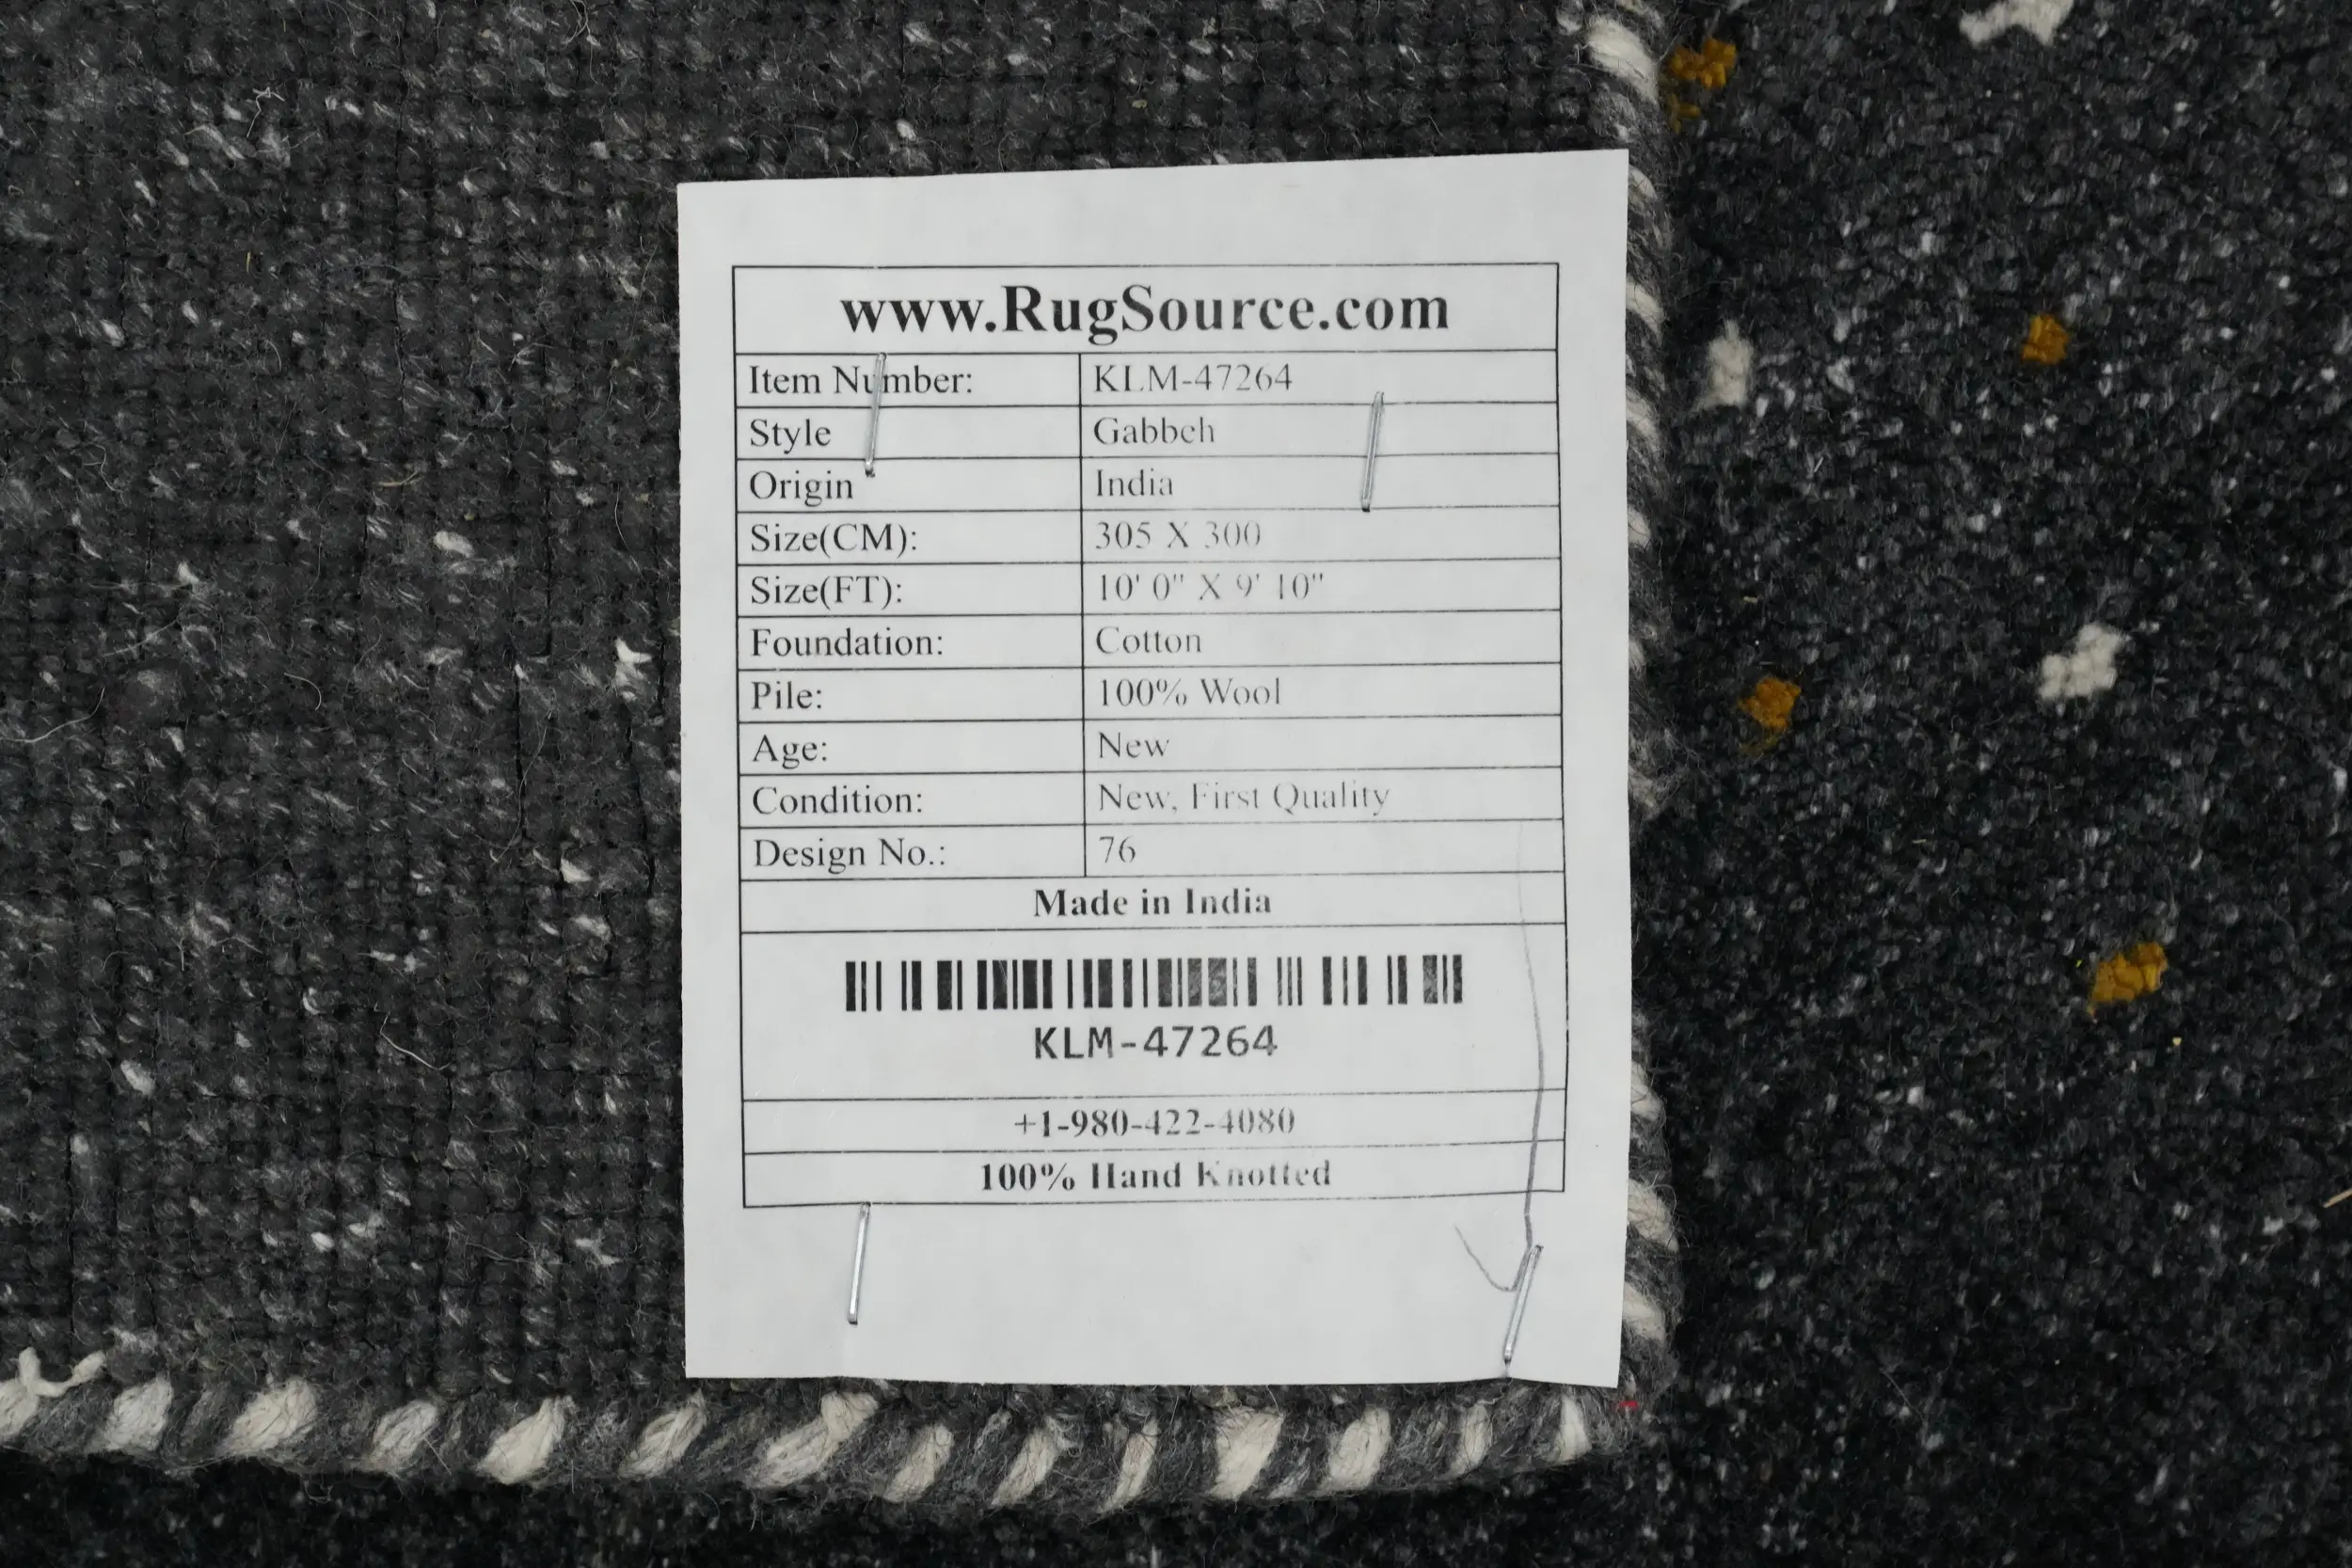 www.RugSource.com
Item Number: KLM-47264
Style Gabbeh
Origin India
Size(CM): 305 X 300
Size(FT): 10' 0" X 9' 10"
Foundation: Cotton
Pile: 100% Wool
Age: New
Condition: New, First Quality
Design No.: 76
Made in India
KLM-47264
+1-980-422-4080
100% Hand Knotted